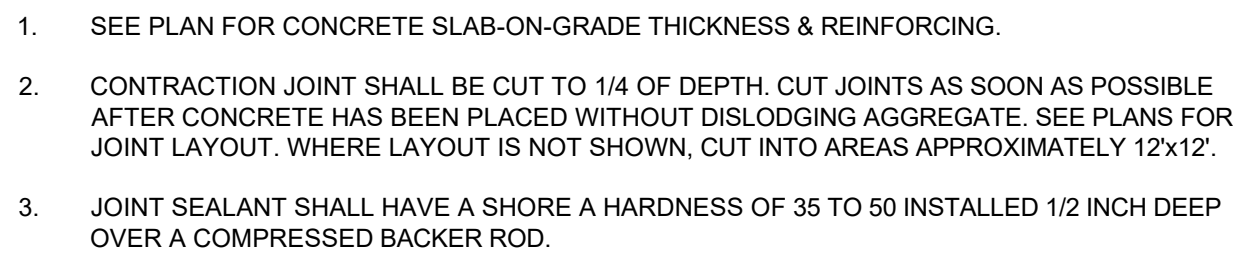 1. SEE PLAN FOR CONCRETE SLAB-ON-GRADE THICKNESS & REINFORCING.
2. CONTRACTION JOINT SHALL BE CUT TO 1/4 OF DEPTH. CUT JOINTS AS SOON AS POSSIBLE
AFTER CONCRETE HAS BEEN PLACED WITHOUT DISLODGING AGGREGATE. SEE PLANS FOR
JOINT LAYOUT. WHERE LAYOUT IS NOT SHOWN, CUT INTO AREAS APPROXIMATELY 12'x12'.
3. JOINT SEALANT SHALL HAVE A SHORE A HARDNESS OF 35 TO 50 INSTALLED 1/2 INCH DEEP
OVER A COMPRESSED BACKER ROD.